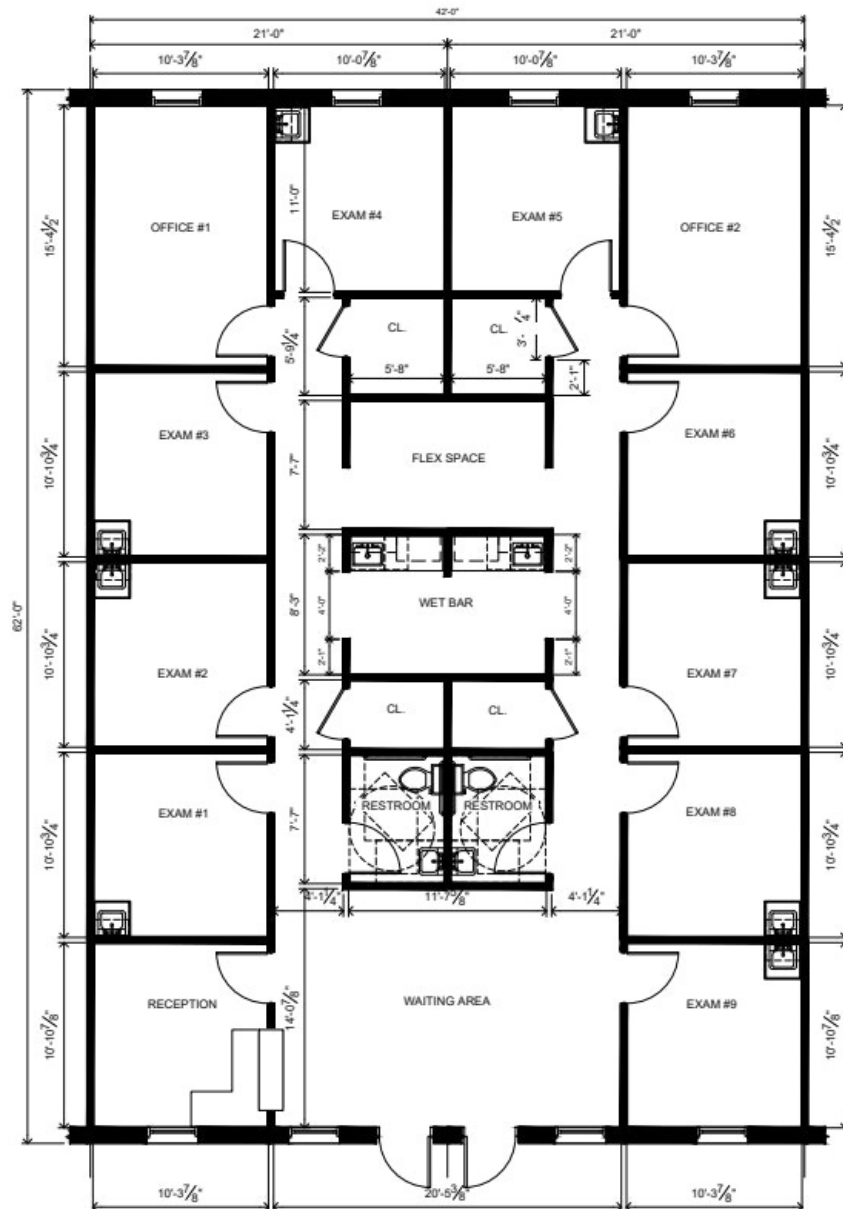 42'-0"
21'-0" 21'-0"
10'-3⅞" 10'-0⅞" 10'-0⅞" 10'-3⅞"
62'-0"
15'-4½"
OFFICE #1
11'-0"
EXAM #4
EXAM #5
OFFICE #2
15'-4½"
5'-9¼"
CL.
CL.
5'-8"
5'-8"
2'-1"
10'-10¾"
EXAM #3
7'-7"
FLEX SPACE
EXAM #6
10'-10¾"
2'-2"
2'-2"
8'-3"
4'-0"
WET BAR
4'-0"
2'-1"
2'-1"
10'-10¾"
EXAM #2
EXAM #7
10'-10¾"
4'-1¼"
CL.
CL.
10'-10¾"
EXAM #1
7'-7"
RESTROOM
RESTROOM
EXAM #8
10'-10¾"
4'-1¼" 11'-7⅞" 4'-1¼"
10'-10⅞"
RECEPTION
14'-0⅞"
WAITING AREA
EXAM #9
10'-10⅞"
10'-3⅞" 20'-5⅜" 10'-3⅞"